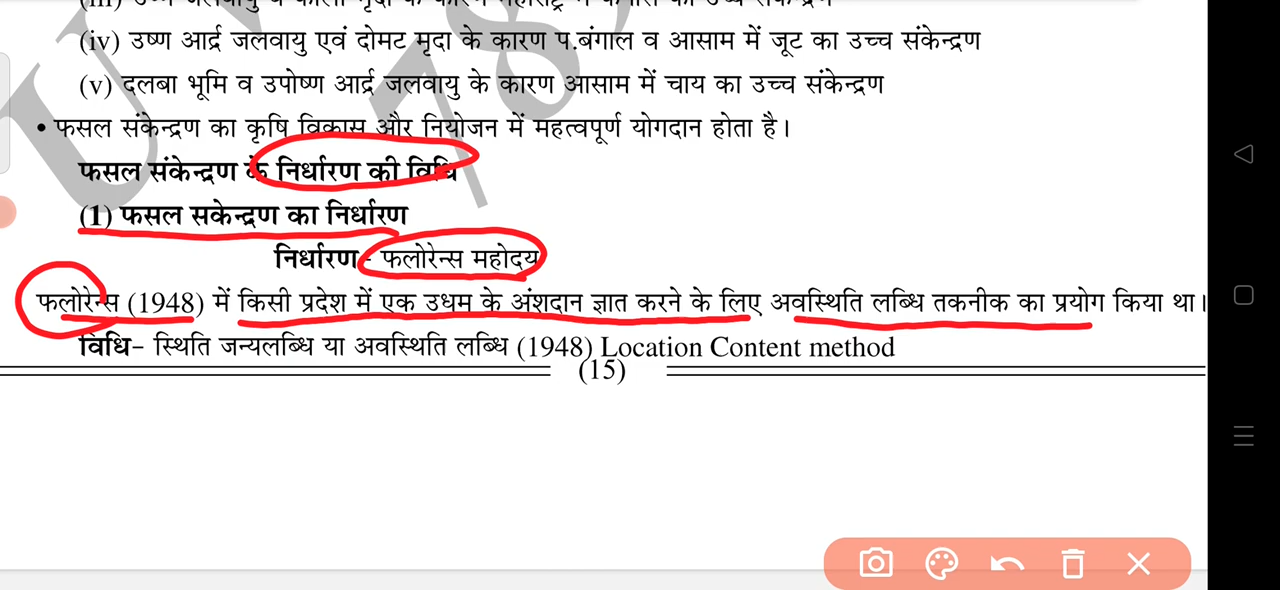 (iv) उष्ण आर्द्र जलवायु एवं दोमट मृदा के कारण प.बंगाल व आसाम में जूट का उच्च संकेन्द्रण
(v) दलबा भूमि व उपोष्ण आर्द्र जलवायु के कारण आसाम में चाय का उच्च संकेन्द्रण
• फसल संकेन्द्रण का कृषि विकास और नियोजन में महत्वपूर्ण योगदान होता है।
फसल संकेन्द्रण के निर्धारण की विधि
(1) फसल सकेन्द्रण का निर्धारण
निर्धारण- फलोरेन्स महोदय
फलोरेन्स (1948) में किसी प्रदेश में एक उधम के अंशदान ज्ञात करने के लिए अवस्थिति लब्धि तकनीक का प्रयोग किया था।
विधि– स्थिति जन्यलब्धि या अवस्थिति लब्धि (1948) Location Content method
(15)